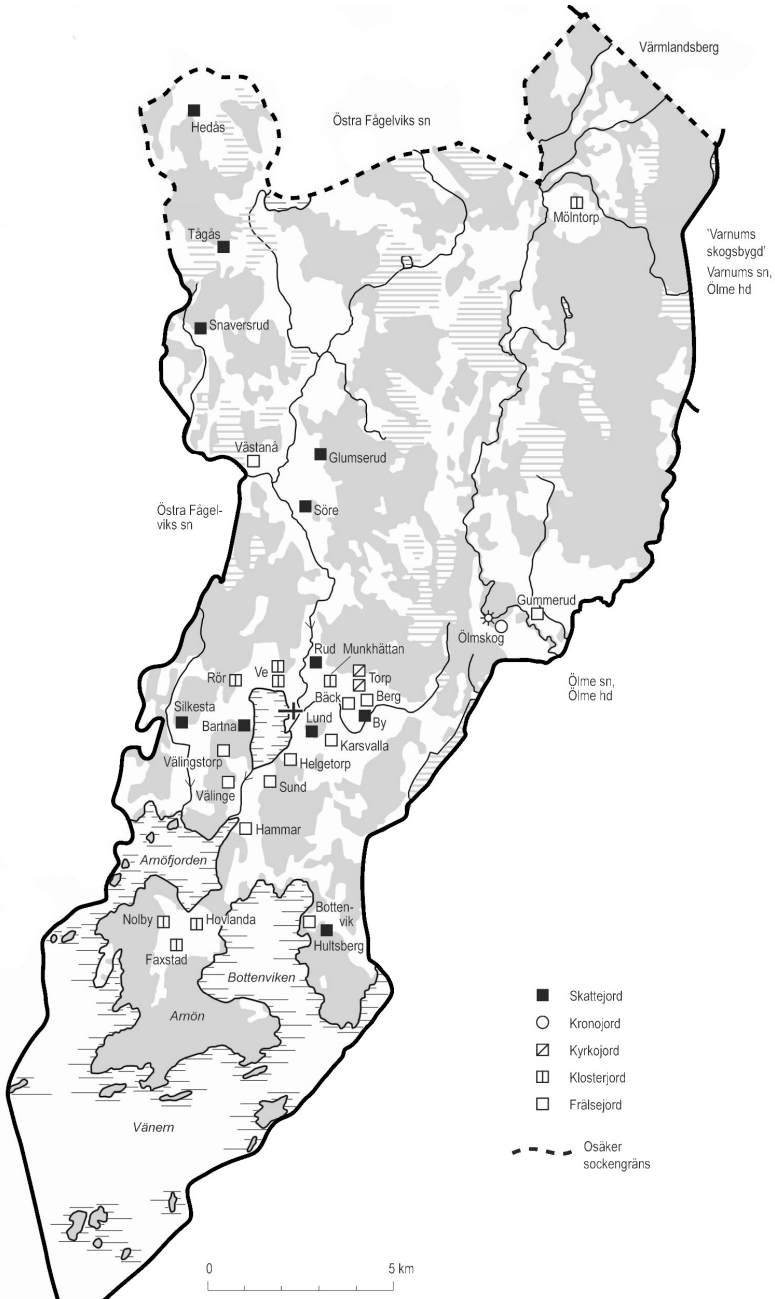 Värmlandsberg
Östra Fågelviks sn
Hedås
Mölntorp
'Varnums
skogsbygd'
Varnums sn,
Ölme hd
Tågås
Snaversrud
Västanå
Glumserud
Östra Fågel-
viks sn
Söre
Gummerud
Ölmskog
Rud
Munkhättan
Ve
Rör
Torp
Ölme sn,
Ölme hd
Bäck
Berg
Silkesta
Bartna
Lund
By
Karsvalla
Välingstorp
Helgetorp
Välinge
Sund
Hammar
Arnöfjorden
Nolby
Hovlanda
Botten-
vik
Hultsberg
Faxstad
Bottenviken
Arnön
Vänern
Skattejord
Kronojord
Kyrkojord
Klosterjord
Frälsejord
Osäker
sockengräns
0 5 km